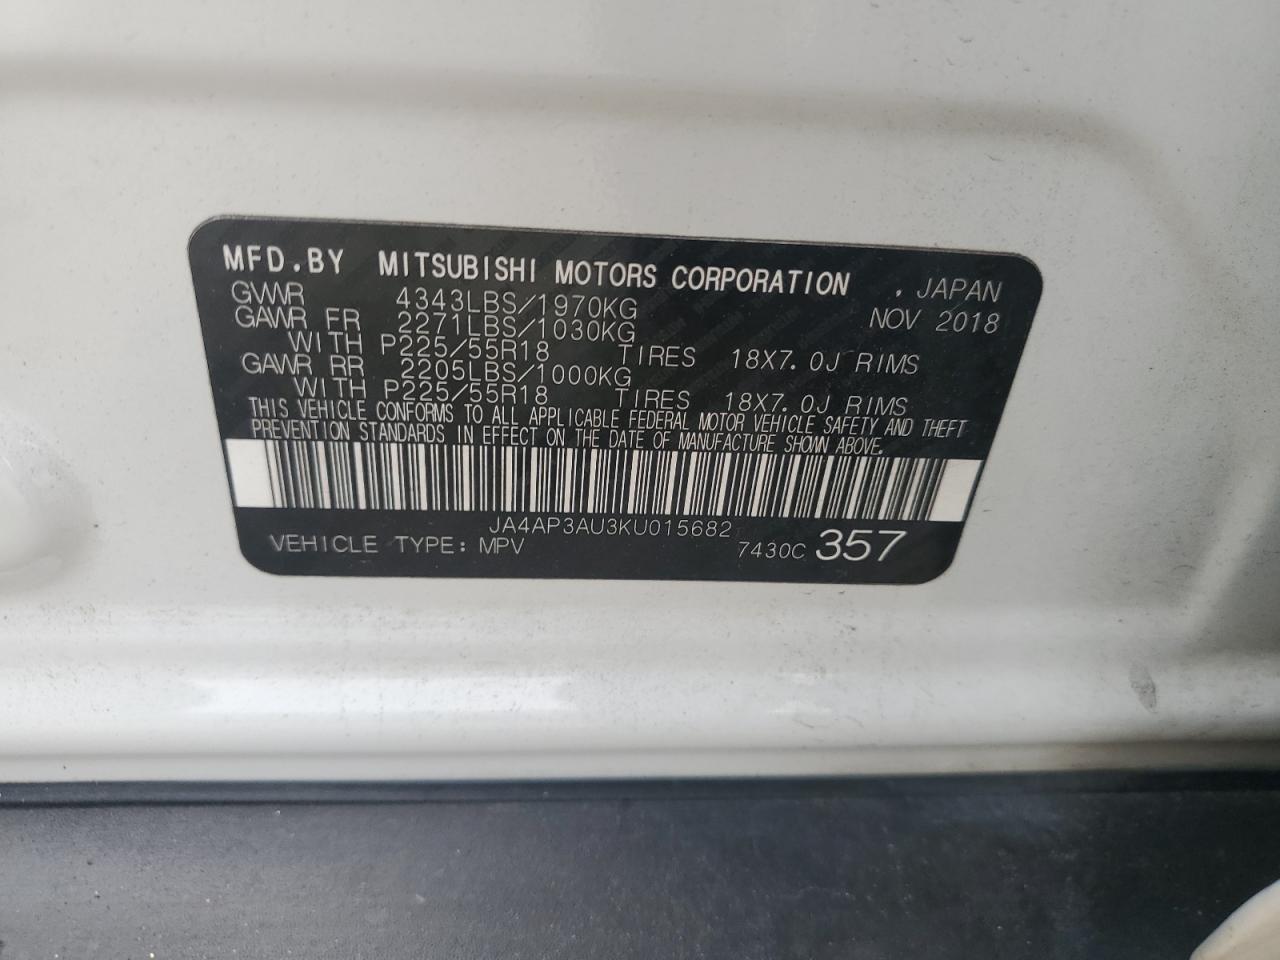 MFD.BY MITSUBISHI MOTORS CORPORATION . JAPAN
GVWR 4343LBS/1970KG NOV 2018
GAWR FR 2271LBS/1030KG
WITH P225/55R18 TIRES 18X7.0J RIMS
GAWR RR 2205LBS/1000KG
WITH P225/55R18 TIRES 18X7.0J RIMS
THIS VEHICLE CONFORMS TO ALL APPLICABLE FEDERAL MOTOR VEHICLE SAFETY AND THEFT
PREVENTION STANDARDS IN EFFECT ON THE DATE OF MANUFACTURE SHOWN ABOVE.
JA4AP3AU3KU015682
VEHICLE TYPE: MPV 7430C 357